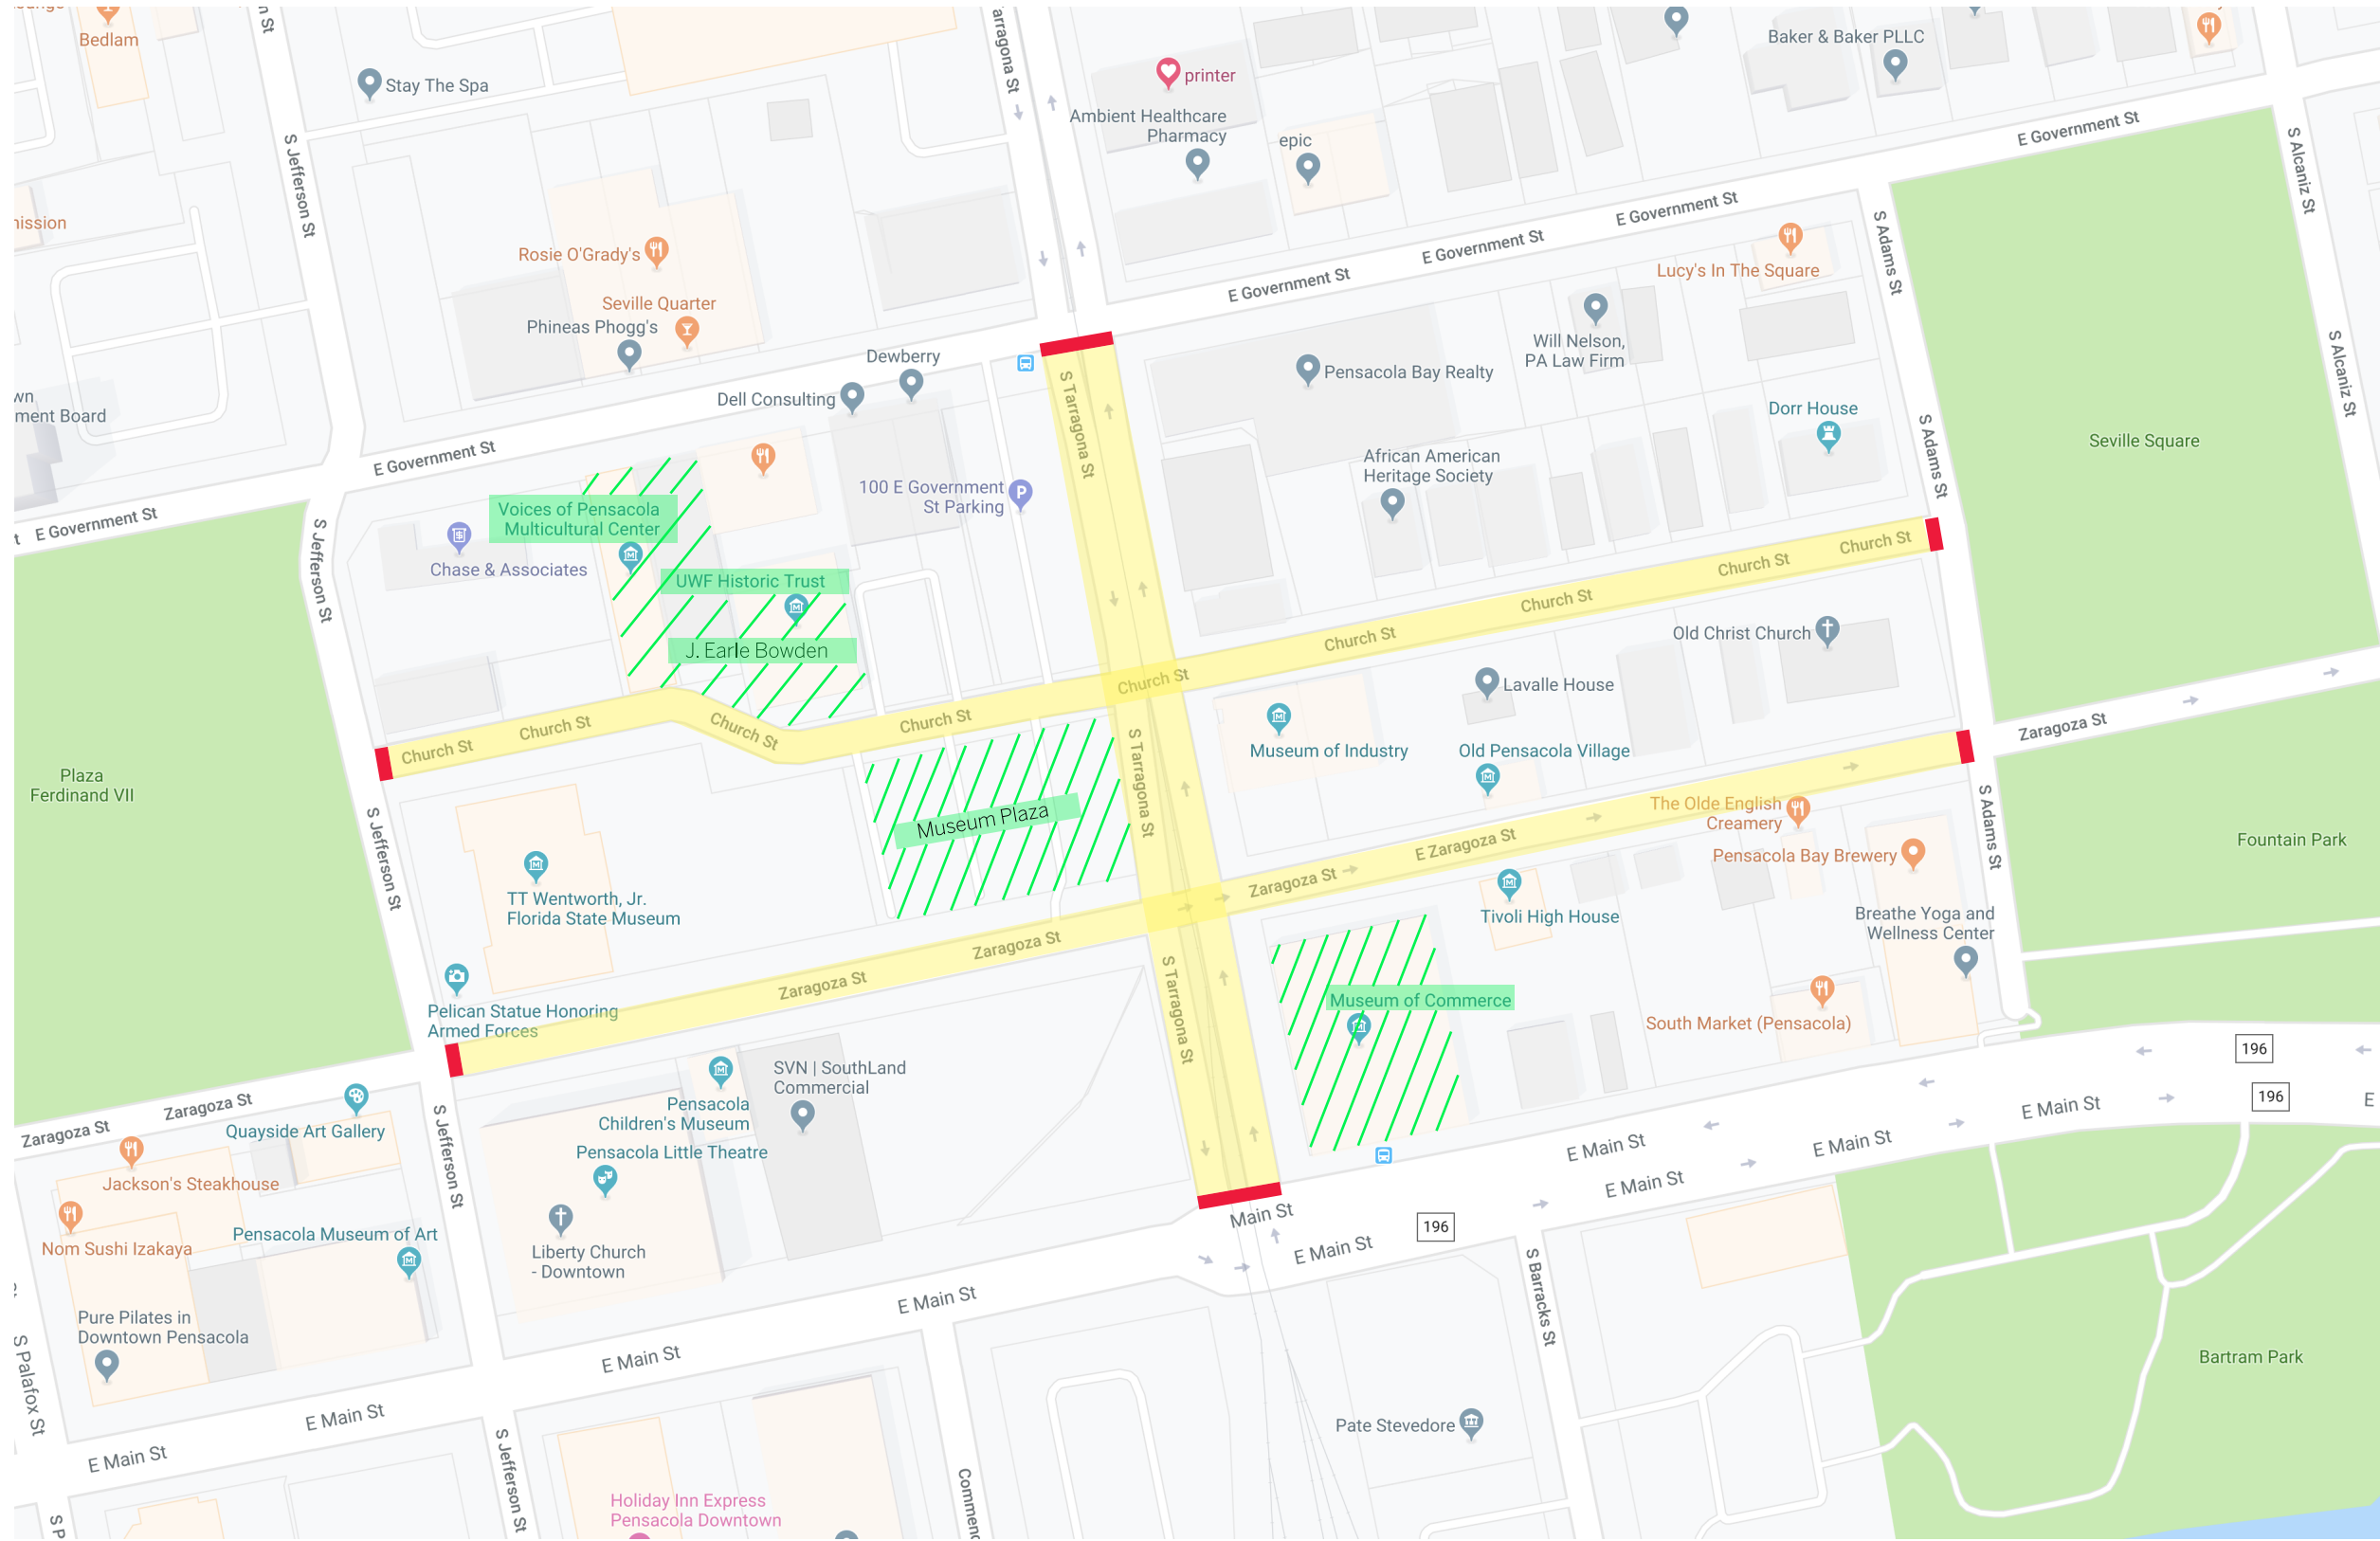 Bedlam
n St
Stay The Spa
arragona St
printer
Ambient Healthcare
Pharmacy
epic
Baker & Baker PLLC
E Government St
S Alcaniz St
S Jefferson St
nission
Rosie O'Grady's
Seville Quarter
Phineas Phogg's
Dewberry
Dell Consulting
E Government St
E Government St
E Government St
S Adams St
Lucy's In The Square
Will Nelson,
PA Law Firm
Pensacola Bay Realty
S Tarragona St
S Alcaniz St
wn
ment Board
E Government St
Dorr House
S Adams St
Seville Square
African American
Heritage Society
100 E Government
St Parking
P
Voices of Pensacola
Multicultural Center
t
E Government St
S Jefferson St
Chase & Associates
UWF Historic Trust
J. Earle Bowden
Church St
Church St
Church St
Church St
Church St
Church St
Church St
Church St
Church St
Old Christ Church
Lavalle House
Zaragoza St
Museum of Industry
Old Pensacola Village
S Tarragona St
Plaza
Ferdinand VII
S Jefferson St
Museum Plaza
The Olde English
Creamery
Pensacola Bay Brewery
S Adams St
Fountain Park
E Zaragoza St
Zaragoza St
TT Wentworth, Jr.
Florida State Museum
Tivoli High House
Breathe Yoga and
Wellness Center
Zaragoza St
Zaragoza St
S Tarragona St
Museum of Commerce
South Market (Pensacola)
Pelican Statue Honoring
Armed Forces
196
SVN | SouthLand
Commercial
Pensacola
Children's Museum
Pensacola Little Theatre
Zaragoza St
Zaragoza St
Quayside Art Gallery
S Jefferson St
196
E Main St
E
E Main St
E Main St
E Main St
Jackson's Steakhouse
Nom Sushi Izakaya
Pensacola Museum of Art
Liberty Church
- Downtown
Main St
196
E Main St
S Barracks St
E Main St
Pure Pilates in
Downtown Pensacola
S Palafox St
E Main St
E Main St
E Main St
Bartram Park
Pate Stevedore
S Jefferson St
Commenc
Holiday Inn Express
Pensacola Downtown
S P